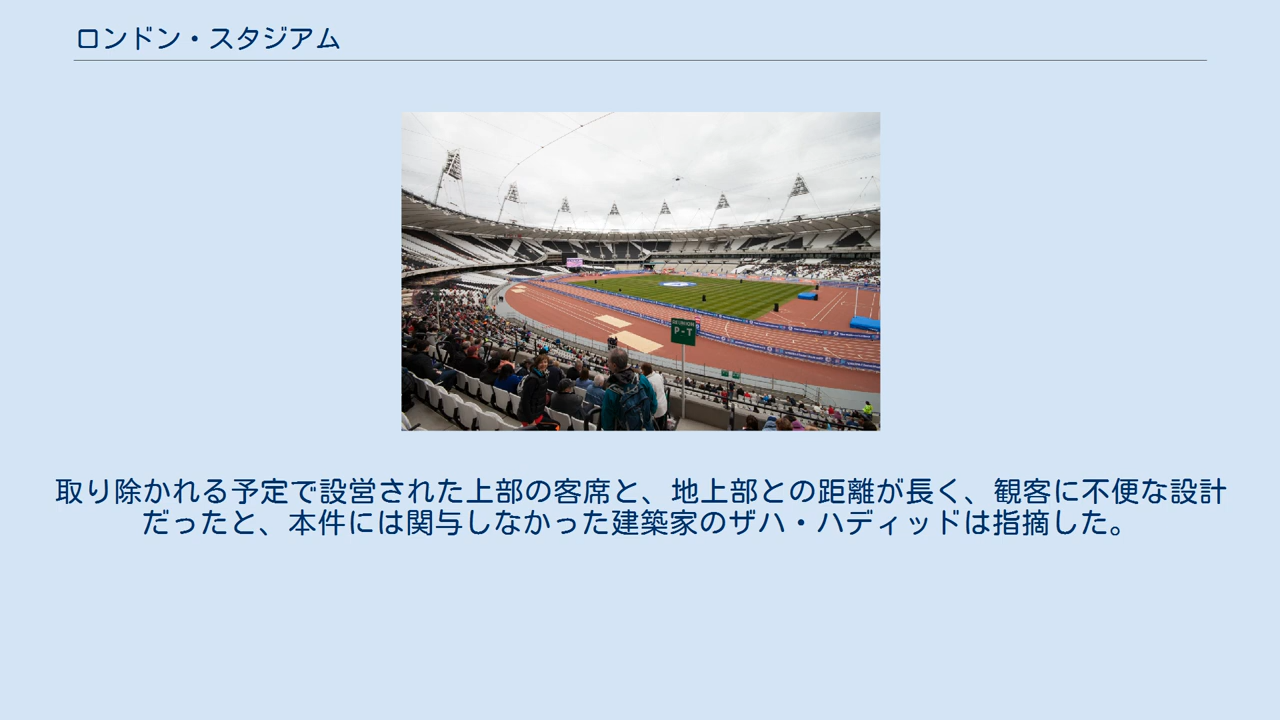 ロンドン・スタジアム
P-T
取り除かれる予定で設営された上部の客席と、地上部との距離が長く、観客に不便な設計
だったと、本件には関与しなかった建築家のザハ・ハディッドは指摘した。